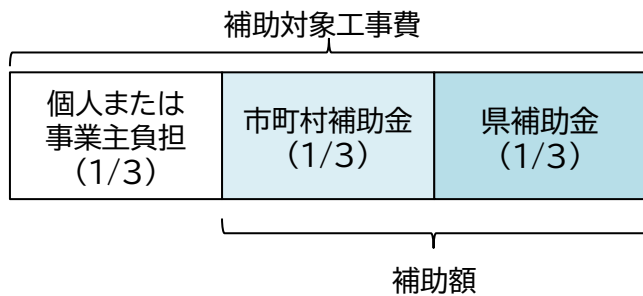 補助対象工事費
個人または
事業主負担
（1/3）
市町村補助金
（1/3）
県補助金
（1/3）
補助額